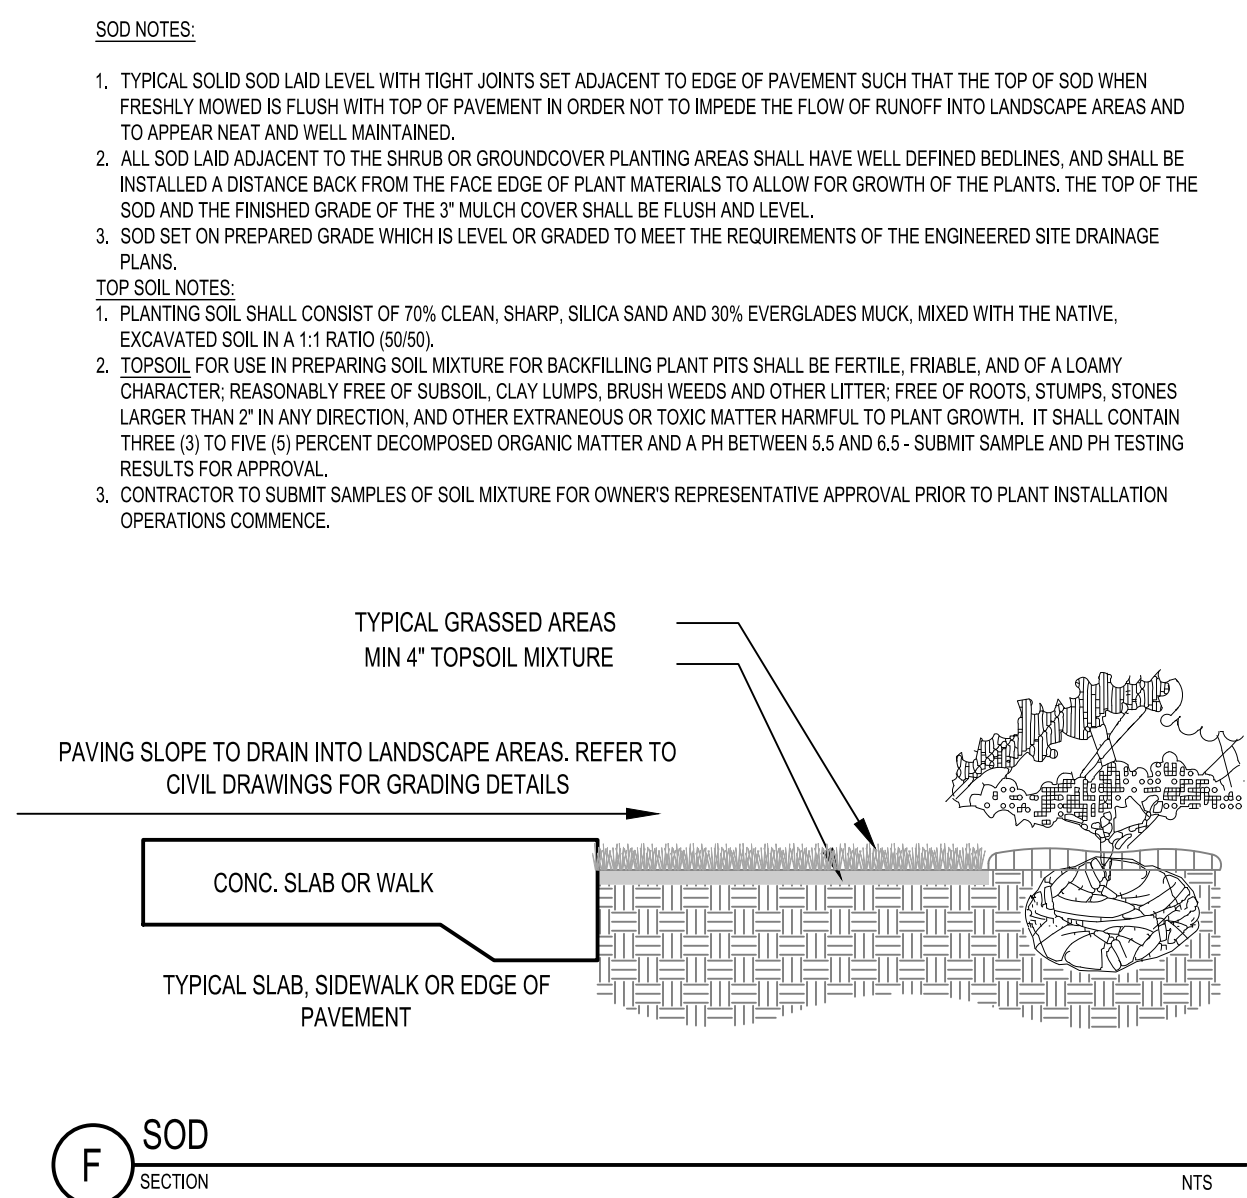 SOD NOTES:
1. TYPICAL SOLID SOD LAID LEVEL WITH TIGHT JOINTS SET ADJACENT TO EDGE OF PAVEMENT SUCH THAT THE TOP OF SOD WHEN
FRESHLY MOWED IS FLUSH WITH TOP OF PAVEMENT IN ORDER NOT TO IMPEDE THE FLOW OF RUNOFF INTO LANDSCAPE AREAS AND
TO APPEAR NEAT AND WELL MAINTAINED.
2. ALL SOD LAID ADJACENT TO THE SHRUB OR GROUNDCOVER PLANTING AREAS SHALL HAVE WELL DEFINED BEDLINES, AND SHALL BE
INSTALLED A DISTANCE BACK FROM THE FACE EDGE OF PLANT MATERIALS TO ALLOW FOR GROWTH OF THE PLANTS. THE TOP OF THE
SOD AND THE FINISHED GRADE OF THE 3" MULCH COVER SHALL BE FLUSH AND LEVEL.
3. SOD SET ON PREPARED GRADE WHICH IS LEVEL OR GRADED TO MEET THE REQUIREMENTS OF THE ENGINEERED SITE DRAINAGE
PLANS.
TOP SOIL NOTES:
1. PLANTING SOIL SHALL CONSIST OF 70% CLEAN, SHARP, SILICA SAND AND 30% EVERGLADES MUCK, MIXED WITH THE NATIVE,
EXCAVATED SOIL IN A 1:1 RATIO (50/50).
2. TOPSOIL FOR USE IN PREPARING SOIL MIXTURE FOR BACKFILLING PLANT PITS SHALL BE FERTILE, FRIABLE, AND OF A LOAMY
CHARACTER; REASONABLY FREE OF SUBSOIL, CLAY LUMPS, BRUSH WEEDS AND OTHER LITTER; FREE OF ROOTS, STUMPS, STONES
LARGER THAN 2" IN ANY DIRECTION, AND OTHER EXTRANEOUS OR TOXIC MATTER HARMFUL TO PLANT GROWTH. IT SHALL CONTAIN
THREE (3) TO FIVE (5) PERCENT DECOMPOSED ORGANIC MATTER AND A PH BETWEEN 5.5 AND 6.5 - SUBMIT SAMPLE AND PH TESTING
RESULTS FOR APPROVAL.
3. CONTRACTOR TO SUBMIT SAMPLES OF SOIL MIXTURE FOR OWNER'S REPRESENTATIVE APPROVAL PRIOR TO PLANT INSTALLATION
OPERATIONS COMMENCE.
TYPICAL GRASSED AREAS
MIN 4" TOPSOIL MIXTURE
PAVING SLOPE TO DRAIN INTO LANDSCAPE AREAS. REFER TO
CIVIL DRAWINGS FOR GRADING DETAILS
CONC. SLAB OR WALK
TYPICAL SLAB, SIDEWALK OR EDGE OF
PAVEMENT
F
SOD
SECTION
NTS